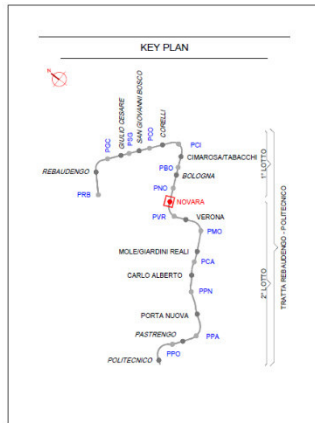 KEY PLAN
N
PGC
GIULIO CESARE
PSG
SAN GIOVANNI BOSCO
PCO
CORELLI
PCI
CIMAROSA/TABACCHI
PBO
BOLOGNA
REBAUDENGO
PRB
PNO
NOVARA
PVR
VERONA
PMO
MOLE/GIARDINI REALI
PCA
CARLO ALBERTO
PPN
PORTA NUOVA
PASTRENGO
PPA
PPO
POLITECNICO
1° LOTTO
2° LOTTO
TRATTA REBAUDENGO - POLITECNICO